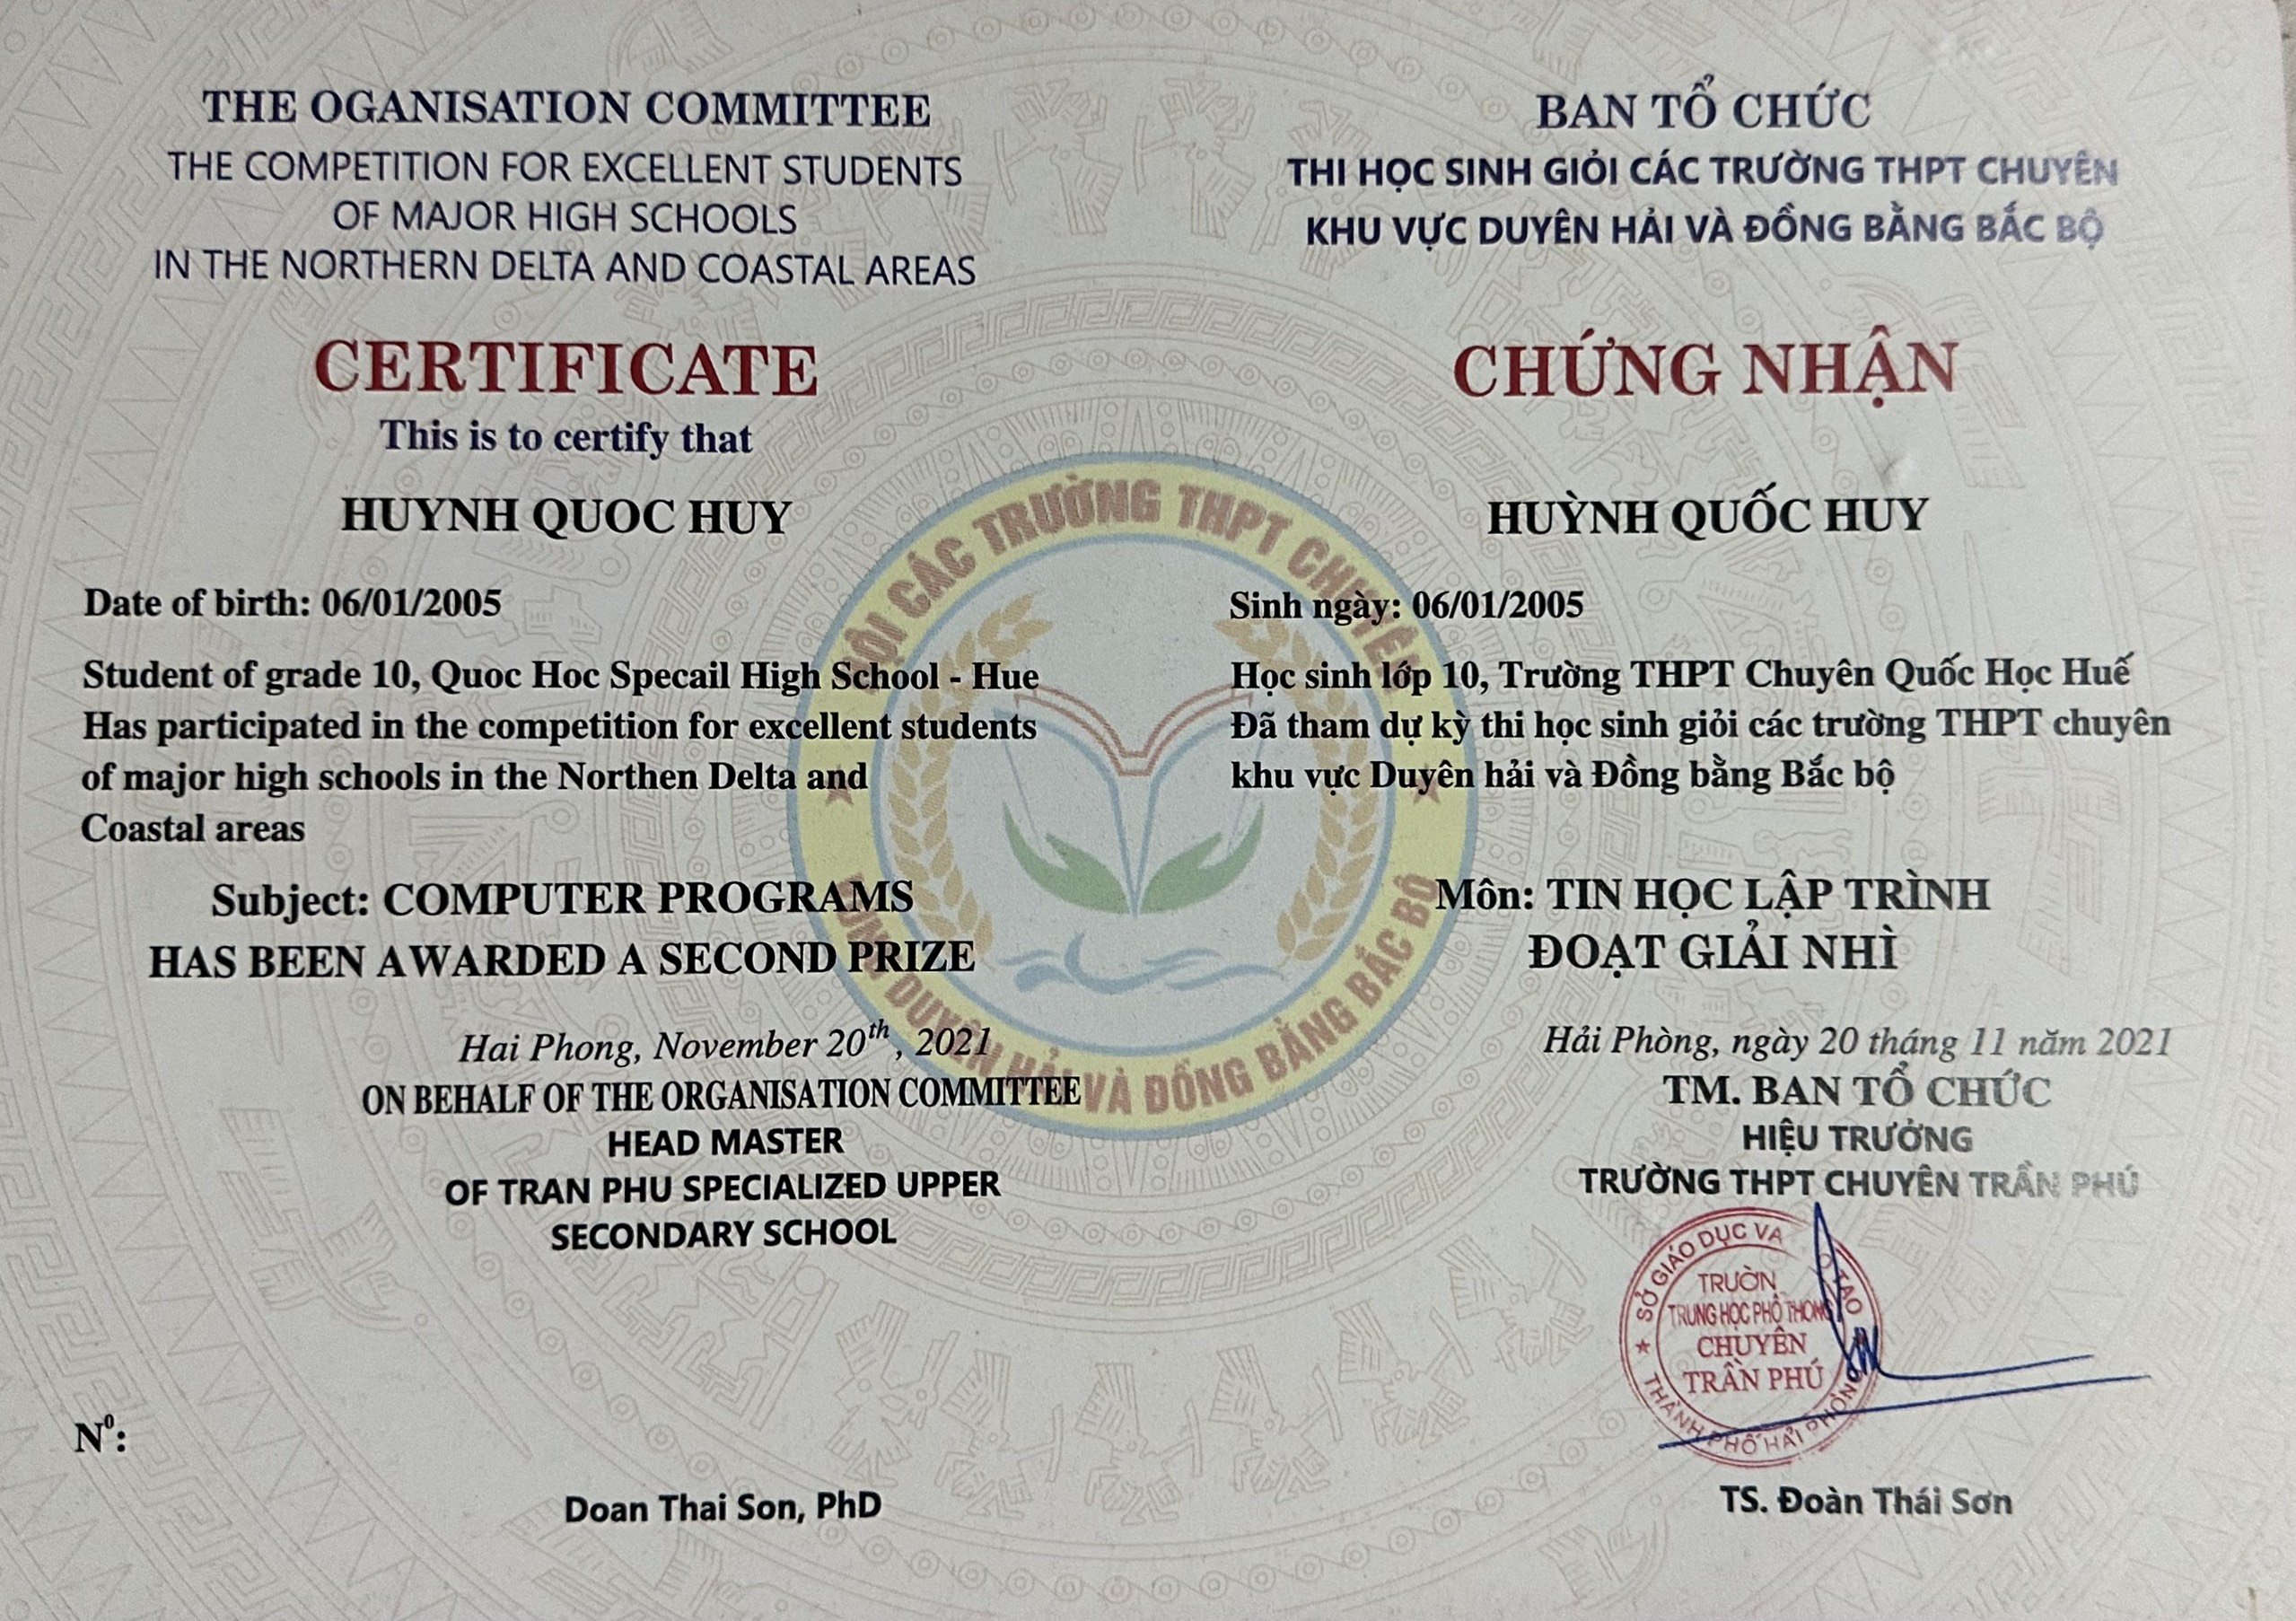 THE OGANISATION COMMITTEE
THE COMPETITION FOR EXCELLENT STUDENTS
OF MAJOR HIGH SCHOOLS
IN THE NORTHERN DELTA AND COASTAL AREAS
CERTIFICATE
This is to certify that
HUYNH QUOC HUY
Date of birth: 06/01/2005
Student of grade 10, Quoc Hoc Specail High School - Hue
Has participated in the competition for excellent students
of major high schools in the Northen Delta and
Coastal areas
Subject: COMPUTER PROGRAMS
HAS BEEN AWARDED A SECOND PRIZE
Hai Phong, November 20th, 2021
ON BEHALF OF THE ORGANISATION COMMITTEE
HEAD MASTER
OF TRAN PHU SPECIALIZED UPPER
SECONDARY SCHOOL
N0:
Doan Thai Son, PhD
BAN TỔ CHỨC
THI HỌC SINH GIỎI CÁC TRƯỜNG THPT CHUYÊN
KHU VỰC DUYÊN HẢI VÀ ĐỒNG BẰNG BẮC BỘ
CHỨNG NHẬN
HUỲNH QUỐC HUY
Sinh ngày: 06/01/2005
Học sinh lớp 10, Trường THPT Chuyên Quốc Học Huế
Đã tham dự kỳ thi học sinh giỏi các trường THPT chuyên
khu vực Duyên hải và Đồng bằng Bắc bộ
Môn: TIN HỌC LẬP TRÌNH
ĐOẠT GIẢI NHÌ
Hải Phòng, ngày 20 tháng 11 năm 2021
TM. BAN TỔ CHỨC
HIỆU TRƯỞNG
TRƯỜNG THPT CHUYÊN TRẦN PHÚ
SỞ GIÁO DỤC VÀ TẠO
TRƯỜN
TRUNG HỌC PHỔ THÔNG
CHUYÊN
TRẦN PHÚ
THÀNH PHỐ HẢI PHÒNG
TS. Đoàn Thái Sơn
CÁC TRƯỜNG THPT CHUYÊN
DUYÊN HẢI VÀ ĐỒNG BẰNG BẮC BỘ